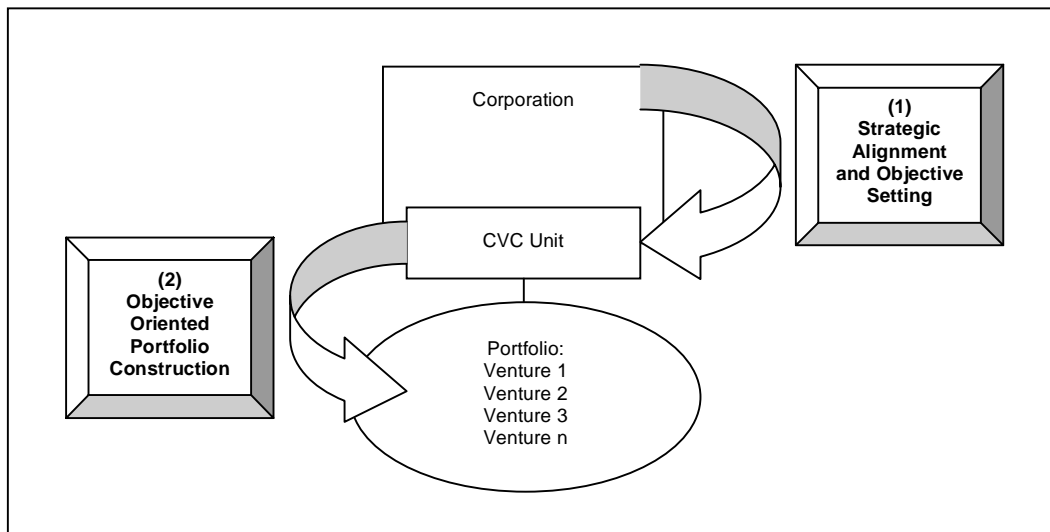 Corporation
(1)
Strategic
Alignment
and Objective
Setting
CVC Unit
(2)
Objective
Oriented
Portfolio
Construction
Portfolio:
Venture 1
Venture 2
Venture 3
Venture n